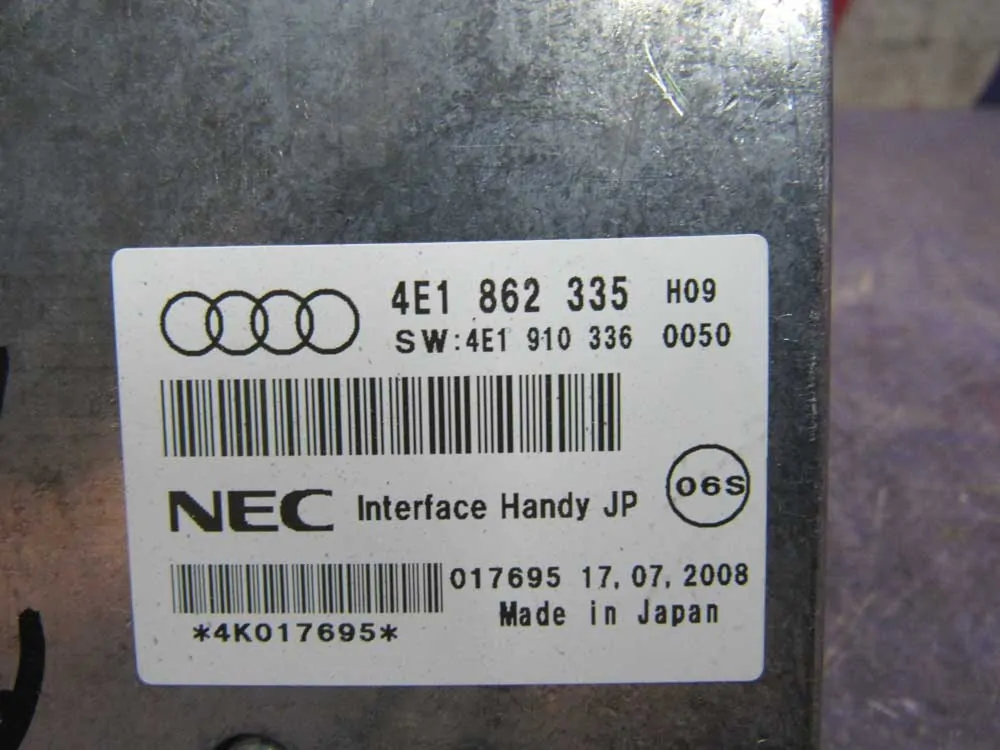 4E1 862 335 H09
SW:4E1 910 336 0050
NEC Interface Handy JP 06S
017695 17.07.2008
Made in Japan
*4K017695*